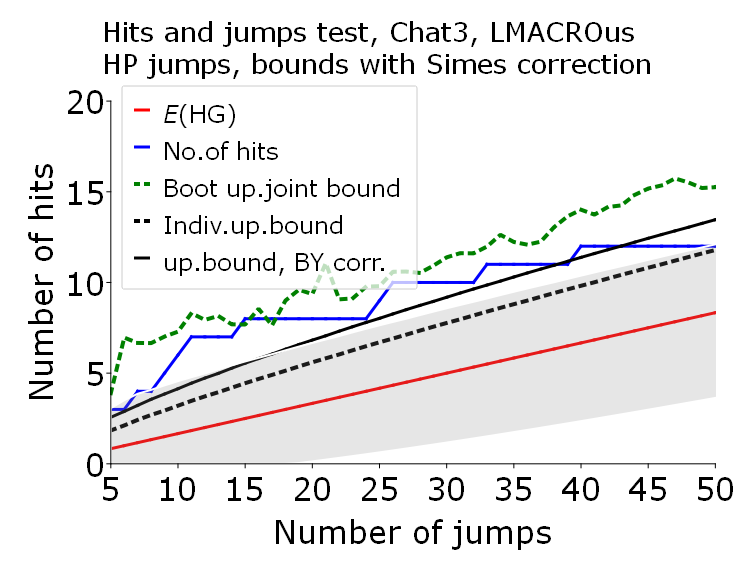 Hits and jumps test, Chat3, LMACROus
HP jumps, bounds with Simes correction
E(HG)
No.of hits
Boot up.joint bound
Indiv.up.bound
up.bound, BY corr.
Number of hits
20
15
10
5
0
5 10 15 20 25 30 35 40 45 50
Number of jumps